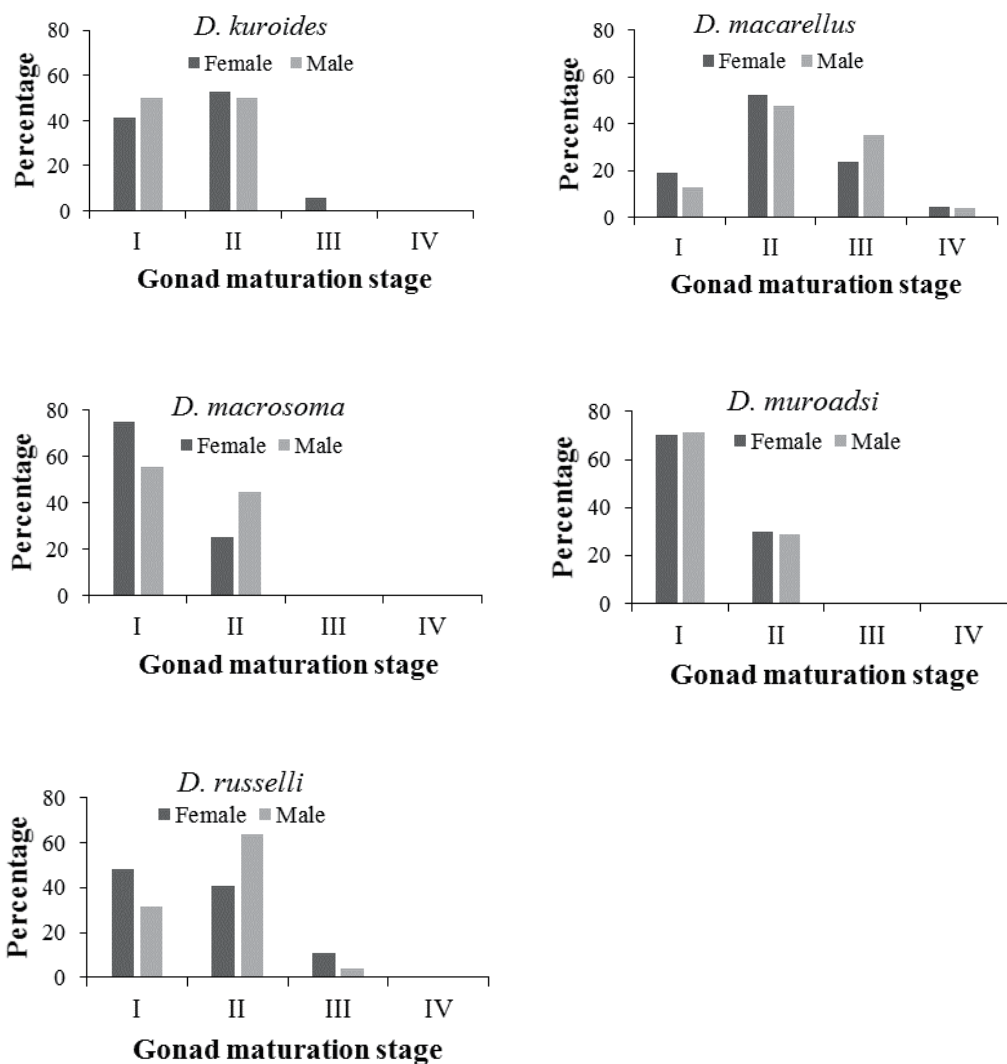 D. kuroides
Female Male
Percentage
80
60
40
20
0
I II III IV
Gonad maturation stage
D. macarellus
Female Male
Percentage
80
60
40
20
0
I II III IV
Gonad maturation stage
D. macrosoma
Female Male
Percentage
80
60
40
20
0
I II III IV
Gonad maturation stage
D. muroadsi
Female Male
Percentage
80
60
40
20
0
I II III IV
Gonad maturation stage
D. russelli
Female Male
Percentage
80
60
40
20
0
I II III IV
Gonad maturation stage